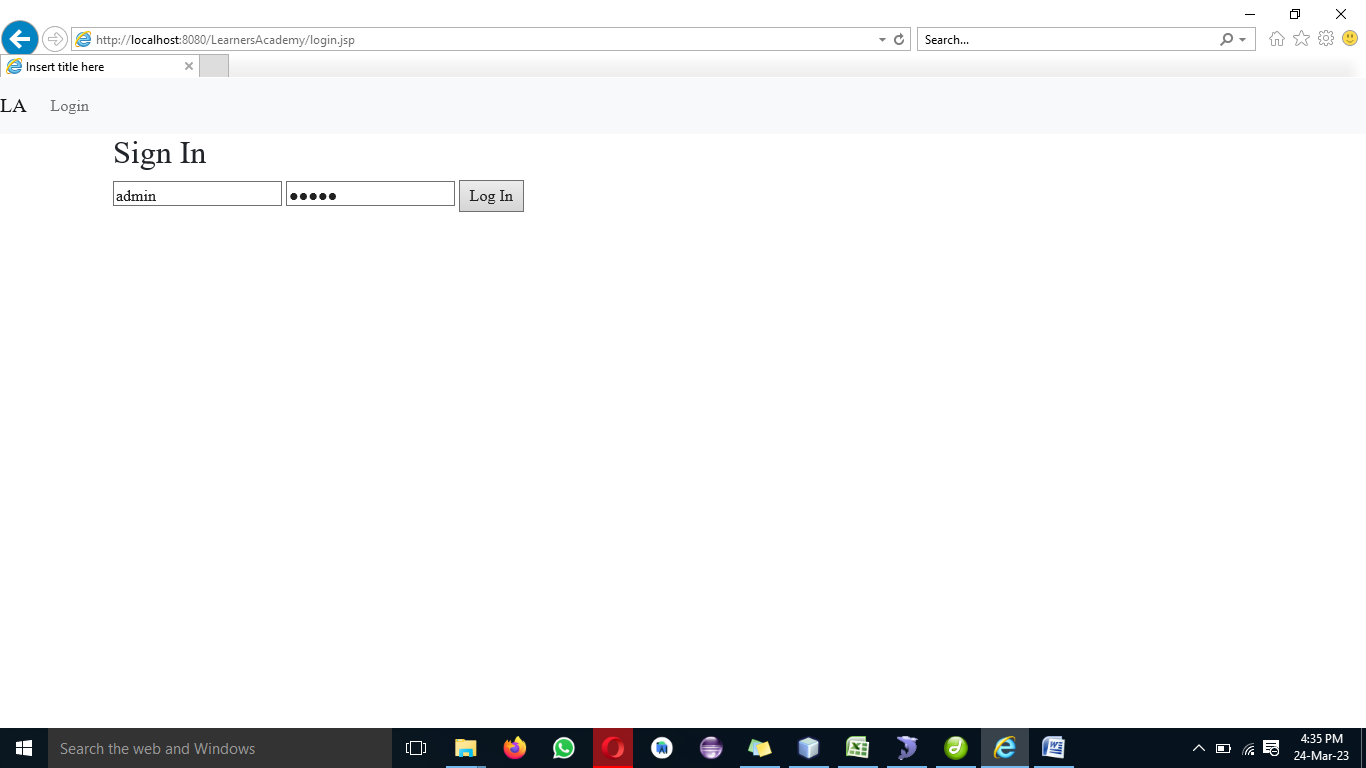 http://localhost:8080/LearnersAcademy/login.jsp
Search...
Insert title here
LA Login
Sign In
admin ●●●●● Log In
Search the web and Windows
4:35 PM
24-Mar-23